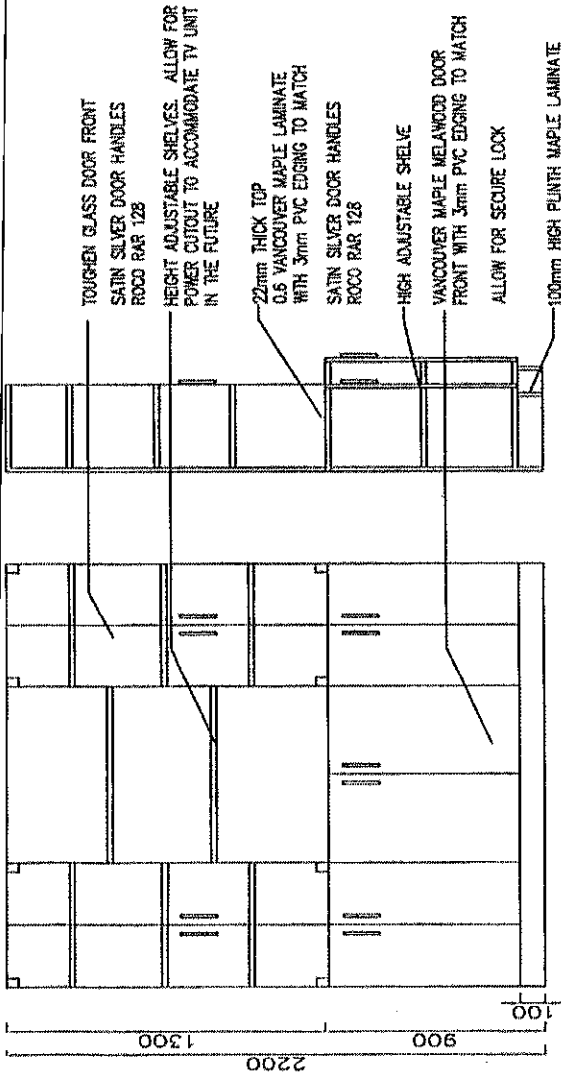 TOUGHEN GLASS DOOR FRONT
SATIN SILVER DOOR HANDLES
ROCO RAR 128
HEIGHT ADJUSTABLE SHELVES. ALLOW FOR
POWER CUTOUT TO ACCOMMODATE TV UNIT
IN THE FUTURE
22mm THICK TOP
0.6 VANCOUVER MAPLE LAMINATE
WITH 3mm PVC EDGING TO MATCH
SATIN SILVER DOOR HANDLES
ROCO RAR 128
HIGH ADJUSTABLE SHELVE
VANCOUVER MAPLE MELAWOOD DOOR
FRONT WITH 3mm PVC EDGING TO MATCH
ALLOW FOR SECURE LOCK
100mm HIGH PLINTH MAPLE LAMINATE
1300
2200
900
100